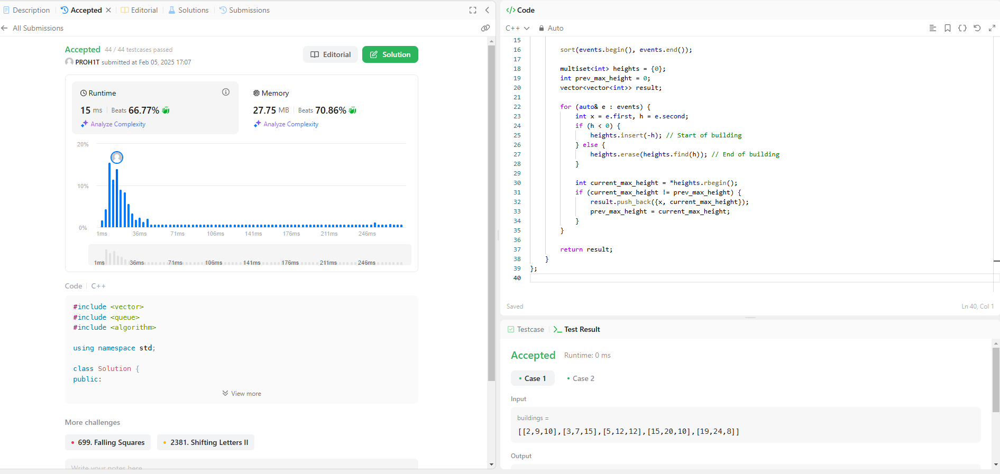 Description
Accepted
Editorial
Solutions
Submissions
All Submissions
Accepted 44 / 44 testcases passed
PROH1T submitted at Feb 05, 2025 17:07
Editorial
Solution
Runtime
15 ms Beats 66.77%
Analyze Complexity
Memory
27.75 MB Beats 70.86%
Analyze Complexity
20%
10%
0%
1ms 36ms 71ms 106ms 141ms 176ms 211ms 246ms
1ms 36ms 71ms 106ms 141ms 176ms 211ms 246ms
Code C++
#include <vector>
#include <queue>
#include <algorithm>
using namespace std;
class Solution {
public:
View more
More challenges
699. Falling Squares
2381. Shifting Letters II
Write your notes here
</> Code
C++ Auto
15
16 sort(events.begin(), events.end());
17
18 multiset<int> heights = {0};
19 int prev_max_height = 0;
20 vector<vector<int>> result;
21
22 for (auto& e : events) {
23 int x = e.first, h = e.second;
24 if (h < 0) {
25 heights.insert(-h); // Start of building
26 } else {
27 heights.erase(heights.find(h)); // End of building
28 }
29
30 int current_max_height = *heights.rbegin();
31 if (current_max_height != prev_max_height) {
32 result.push_back({x, current_max_height});
33 prev_max_height = current_max_height;
34 }
35 }
36
37 return result;
38 }
39 };
40
Saved
Ln 40, Col 1
Testcase
Test Result
Accepted Runtime: 0 ms
Case 1
Case 2
Input
buildings =
[[2,9,10],[3,7,15],[5,12,12],[15,20,10],[19,24,8]]
Output